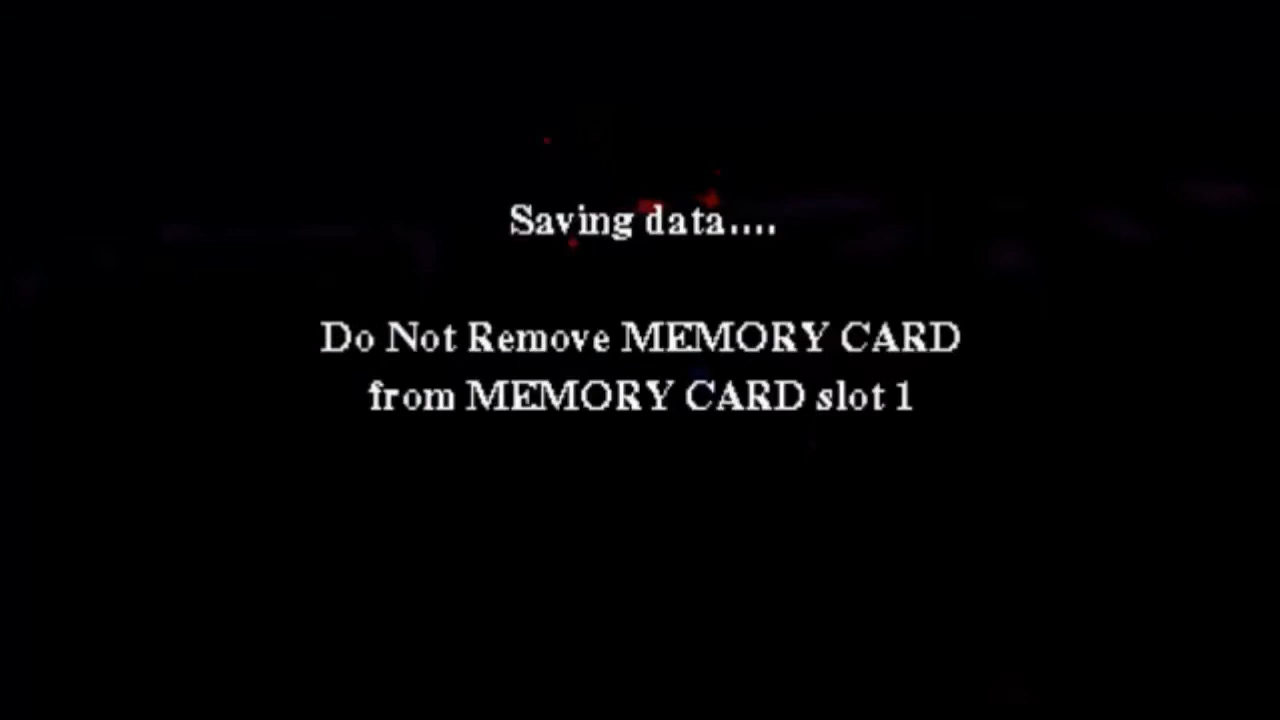 Saving data....
Do Not Remove MEMORY CARD
from MEMORY CARD slot 1